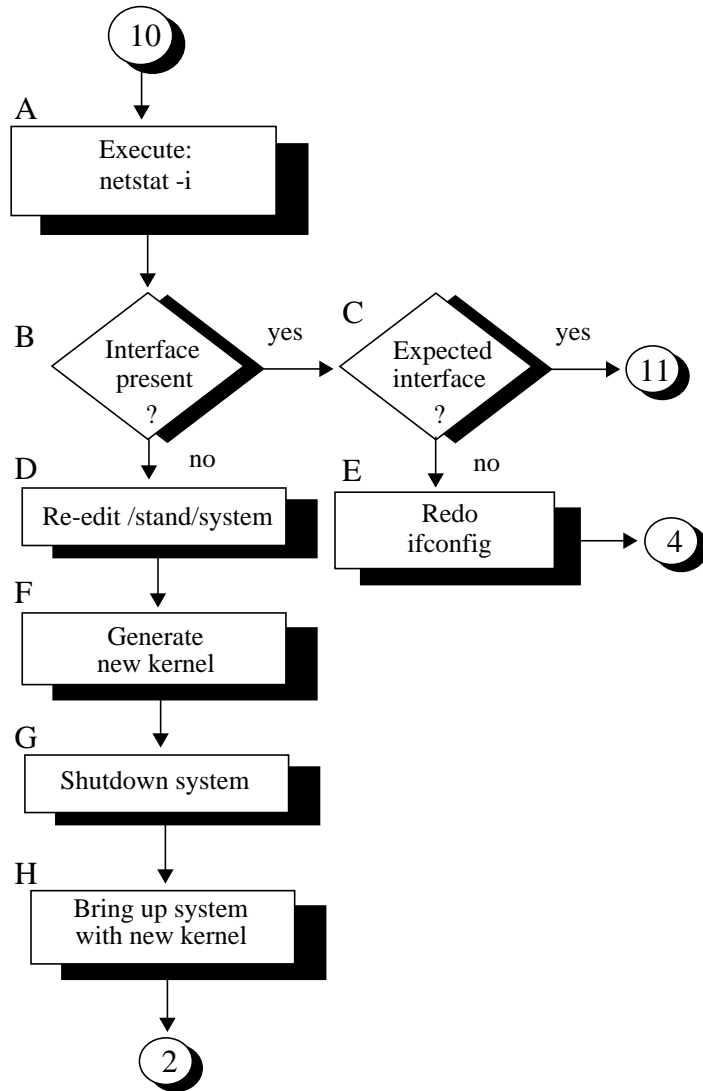 10
A
Execute:
netstat -i
B
Interface
present
?
yes
C
Expected
interface
?
yes
11
no
no
D
Re-edit /stand/system
E
Redo
ifconfig
4
F
Generate
new kernel
G
Shutdown system
H
Bring up system
with new kernel
2